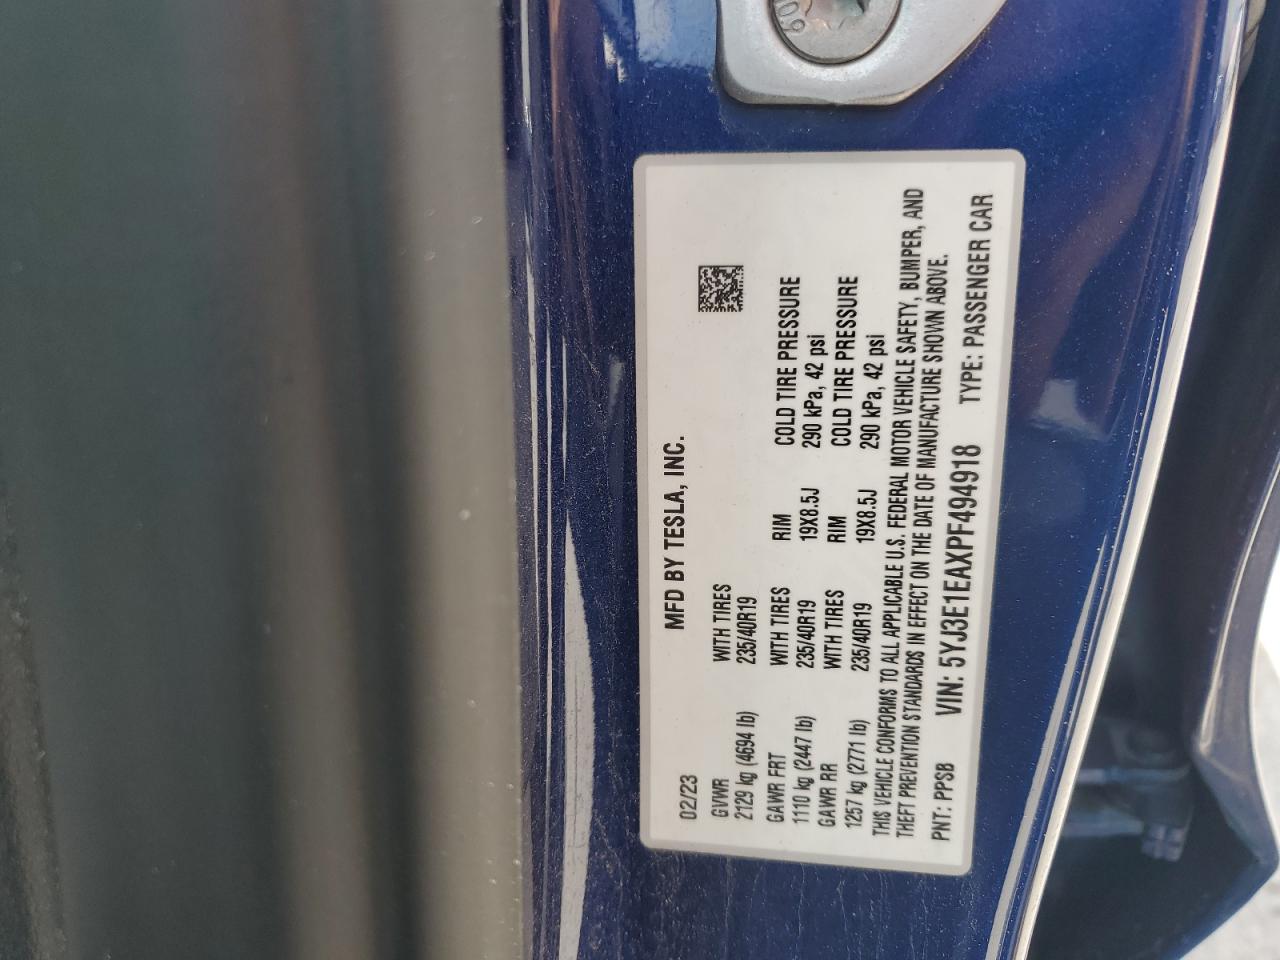 02/23 MFD BY TESLA, INC.
GVWR WITH TIRES
2129 kg (4694 lb) 235/40R19
GAWR FRT WITH TIRES RIM COLD TIRE PRESSURE
1110 kg (2447 lb) 235/40R19 19X8.5J 290 kPa, 42 psi
GAWR RR WITH TIRES RIM COLD TIRE PRESSURE
1257 kg (2771 lb) 235/40R19 19X8.5J 290 kPa, 42 psi
THIS VEHICLE CONFORMS TO ALL APPLICABLE U.S. FEDERAL MOTOR VEHICLE SAFETY, BUMPER, AND
THEFT PREVENTION STANDARDS IN EFFECT ON THE DATE OF MANUFACTURE SHOWN ABOVE.
PNT: PPSB VIN: 5YJ3E1EAXPF494918 TYPE: PASSENGER CAR